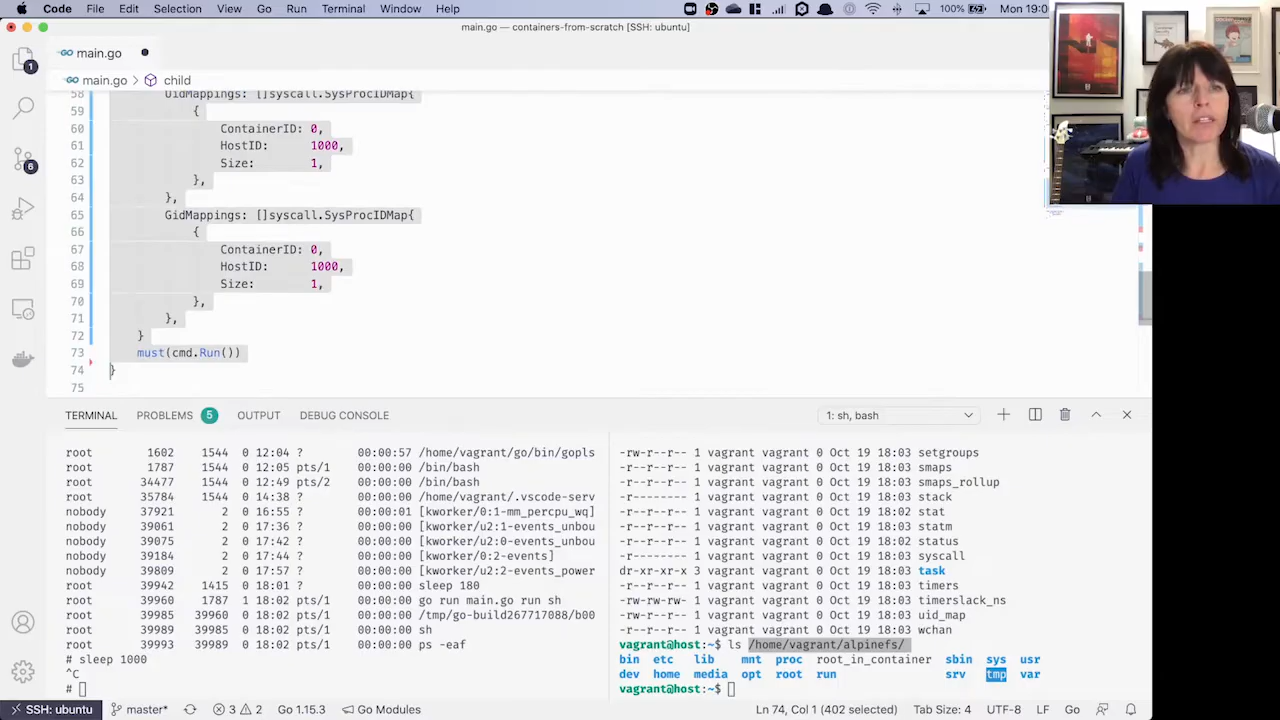 Code File Edit Selection View Go Run Terminal Window Help 100% Mon 19:0
main.go — containers-from-scratch [SSH: ubuntu]
main.go
main.go > child
58 UidMappings: []syscall.SysProcIDMap{
59 {
60 ContainerID: 0,
61 HostID: 1000,
62 Size: 1,
63 },
64 },
65 GidMappings: []syscall.SysProcIDMap{
66 {
67 ContainerID: 0,
68 HostID: 1000,
69 Size: 1,
70 },
71 },
72 }
73 must(cmd.Run())
74 }
75
1
6
TERMINAL PROBLEMS 5 OUTPUT DEBUG CONSOLE 1: sh, bash
root 1602 1544 0 12:04 ? 00:00:57 /home/vagrant/go/bin/gopls
root 1787 1544 0 12:05 pts/1 00:00:00 /bin/bash
root 34477 1544 0 12:49 pts/2 00:00:00 /bin/bash
root 35784 1544 0 14:38 ? 00:00:00 /home/vagrant/.vscode-serv
nobody 37921 2 0 16:55 ? 00:00:01 [kworker/0:1-mm_percpu_wq]
nobody 39061 2 0 17:36 ? 00:00:00 [kworker/u2:1-events_unbou
nobody 39075 2 0 17:42 ? 00:00:00 [kworker/u2:0-events_unbou
nobody 39184 2 0 17:44 ? 00:00:00 [kworker/0:2-events]
nobody 39809 2 0 17:57 ? 00:00:00 [kworker/u2:2-events_power
root 39942 1415 0 18:01 ? 00:00:00 sleep 180
root 39960 1787 1 18:02 pts/1 00:00:00 go run main.go run sh
root 39985 39960 0 18:02 pts/1 00:00:00 /tmp/go-build267717088/b00
root 39989 39985 0 18:02 pts/1 00:00:00 sh
root 39993 39989 0 18:02 pts/1 00:00:00 ps -eaf
# sleep 1000
^C
#
-rw-r--r-- 1 vagrant vagrant 0 Oct 19 18:03 setgroups
-r--r--r-- 1 vagrant vagrant 0 Oct 19 18:03 smaps
-r--r--r-- 1 vagrant vagrant 0 Oct 19 18:03 smaps_rollup
-r-------- 1 vagrant vagrant 0 Oct 19 18:03 stack
-r--r--r-- 1 vagrant vagrant 0 Oct 19 18:02 stat
-r--r--r-- 1 vagrant vagrant 0 Oct 19 18:03 statm
-r--r--r-- 1 vagrant vagrant 0 Oct 19 18:02 status
-r-------- 1 vagrant vagrant 0 Oct 19 18:03 syscall
dr-xr-xr-x 3 vagrant vagrant 0 Oct 19 18:03 task
-r--r--r-- 1 vagrant vagrant 0 Oct 19 18:03 timers
-rw-rw-rw- 1 vagrant vagrant 0 Oct 19 18:03 timerslack_ns
-rw-r--r-- 1 vagrant vagrant 0 Oct 19 18:03 uid_map
-r--r--r-- 1 vagrant vagrant 0 Oct 19 18:03 wchan
vagrant@host:~$ ls /home/vagrant/alpinefs/
bin etc lib mnt proc root_in_container sbin sys usr
dev home media opt root run srv tmp var
vagrant@host:~$
SSH: ubuntu master* 3 2 Go 1.15.3 Go Modules Ln 74, Col 1 (402 selected) Tab Size: 4 UTF-8 LF Go